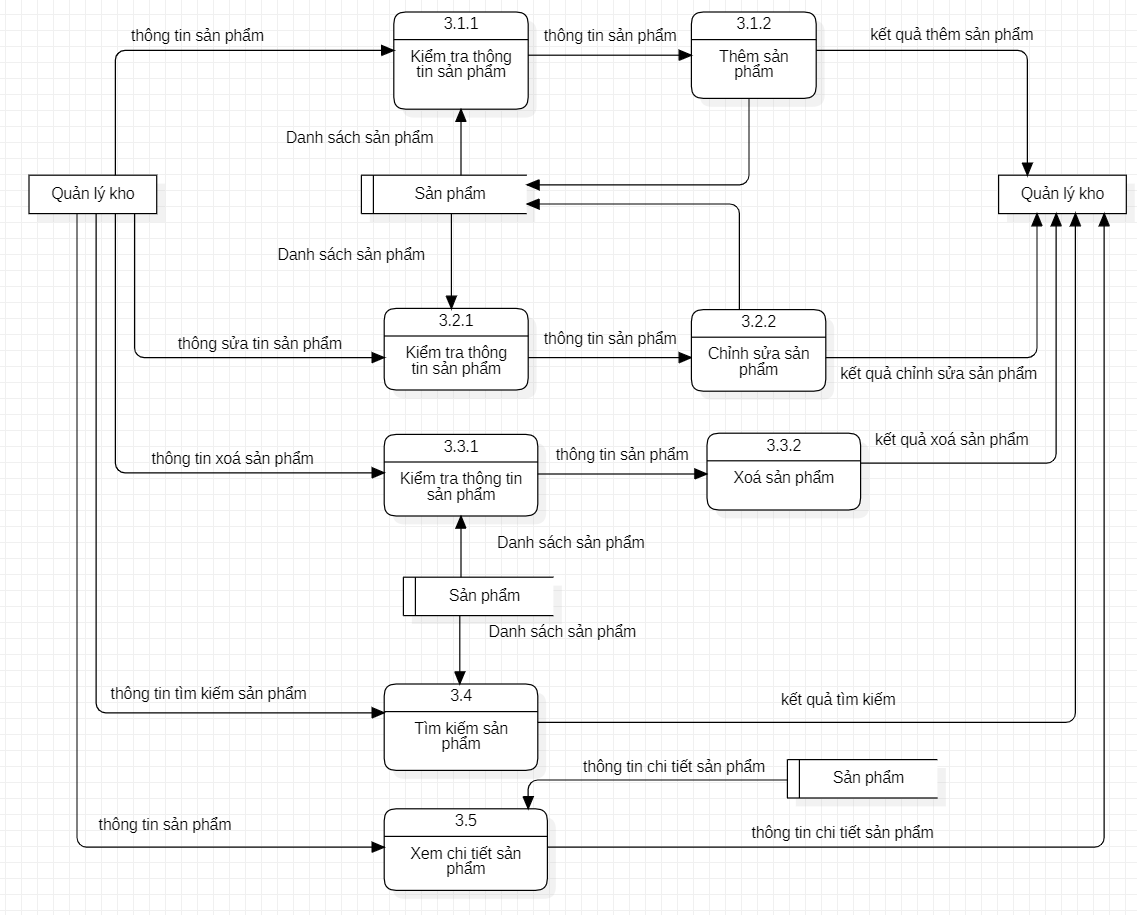 3.1.1
3.1.2
thông tin sản phẩm
thông tin sản phẩm
kết quả thêm sản phẩm
Kiểm tra thông
tin sản phẩm
Thêm sản
phẩm
Danh sách sản phẩm
Quản lý kho
Sản phẩm
Quản lý kho
Danh sách sản phẩm
3.2.1
3.2.2
thông sửa tin sản phẩm
thông tin sản phẩm
Kiểm tra thông
tin sản phẩm
Chỉnh sửa sản
phẩm
kết quả chỉnh sửa sản phẩm
3.3.1
3.3.2
kết quả xoá sản phẩm
thông tin xoá sản phẩm
thông tin sản phẩm
Kiểm tra thông tin
sản phẩm
Xoá sản phẩm
Danh sách sản phẩm
Sản phẩm
Danh sách sản phẩm
thông tin tìm kiếm sản phẩm
3.4
kết quả tìm kiếm
Tìm kiếm sản
phẩm
thông tin chi tiết sản phẩm
Sản phẩm
thông tin sản phẩm
3.5
thông tin chi tiết sản phẩm
Xem chi tiết sản
phẩm